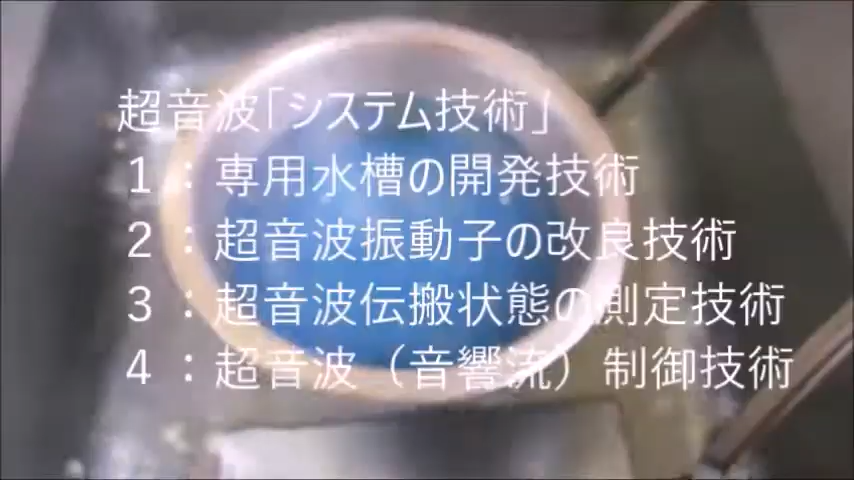 超音波「システム技術」
1：専用水槽の開発技術
2：超音波振動子の改良技術
3：超音波伝搬状態の測定技術
4：超音波（音響流）制御技術